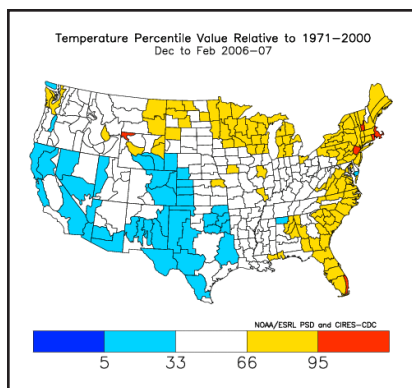 Temperature Percentile Value Relative to 1971–2000
Dec to Feb 2006–07
NOAA/ESRL PSD and CIRES–CDC
5 33 66 95